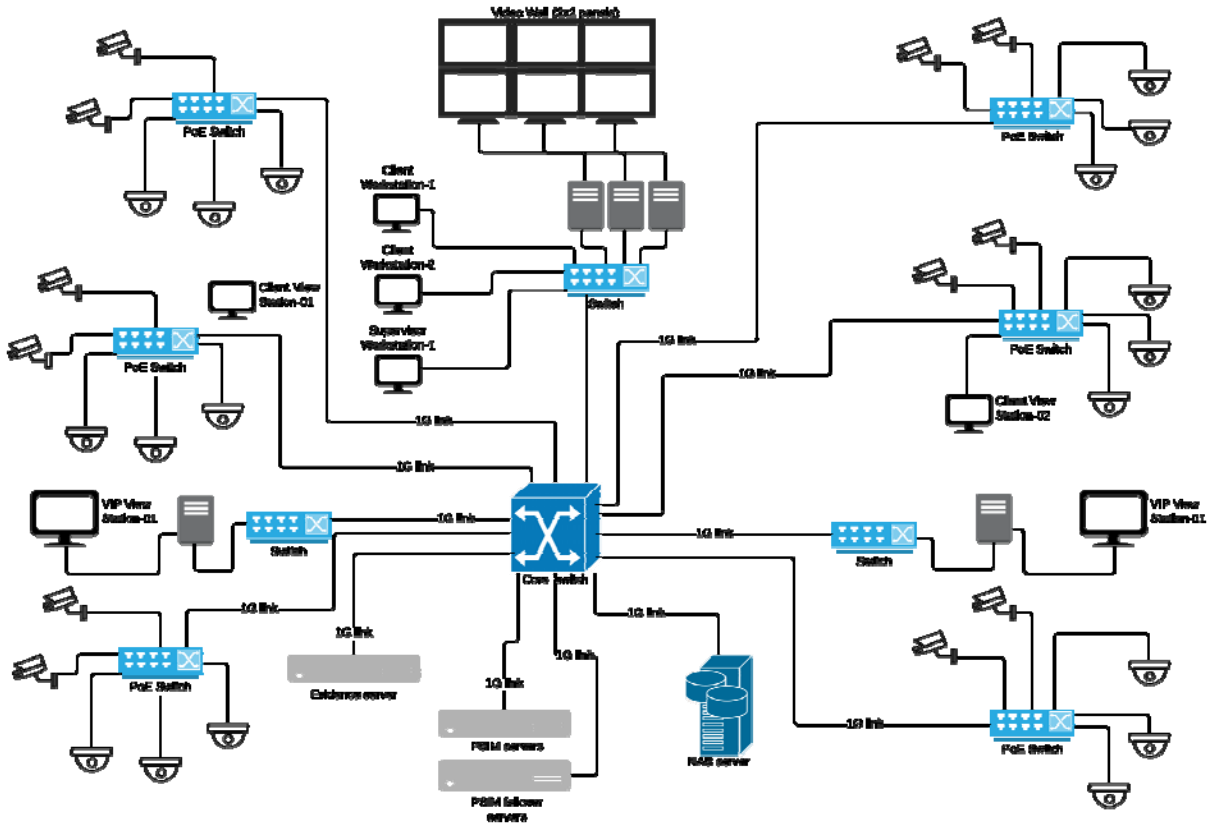 Video Wall (3x2 panels)
PoE Switch
Client
Workstation-1
Client
Workstation-2
Supervisor
Workstation-1
Switch
PoE Switch
Client View
Station-01
PoE Switch
1G link
1G link
PoE Switch
Client View
Station-02
1G link
1G link
VIP View
Station-01
Switch
1G link
Core switch
1G link
Switch
VIP View
Station-01
1G link
PoE Switch
1G link
Evidence server
1G link
PSIM servers
1G link
PSIM follower
servers
1G link
NAS server
1G link
PoE Switch